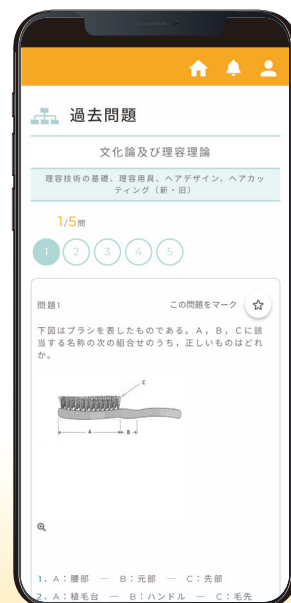 過去問題
文化論及び理容理論
理容技術の基礎、理容用具、ヘアデザイン、ヘアカッ
ティング（新・旧）
1/5問
1 2 3 4 5
問題1 この問題をマーク
下図はブラシを表したものである。A，B，Cに該
当する名称の次の組合せのうち、正しいものはどれ
か。
C
A B
1. A：腰部 ― B：元部 ― C：先部
2. A：植毛台 ― B：ハンドル ― C：毛先